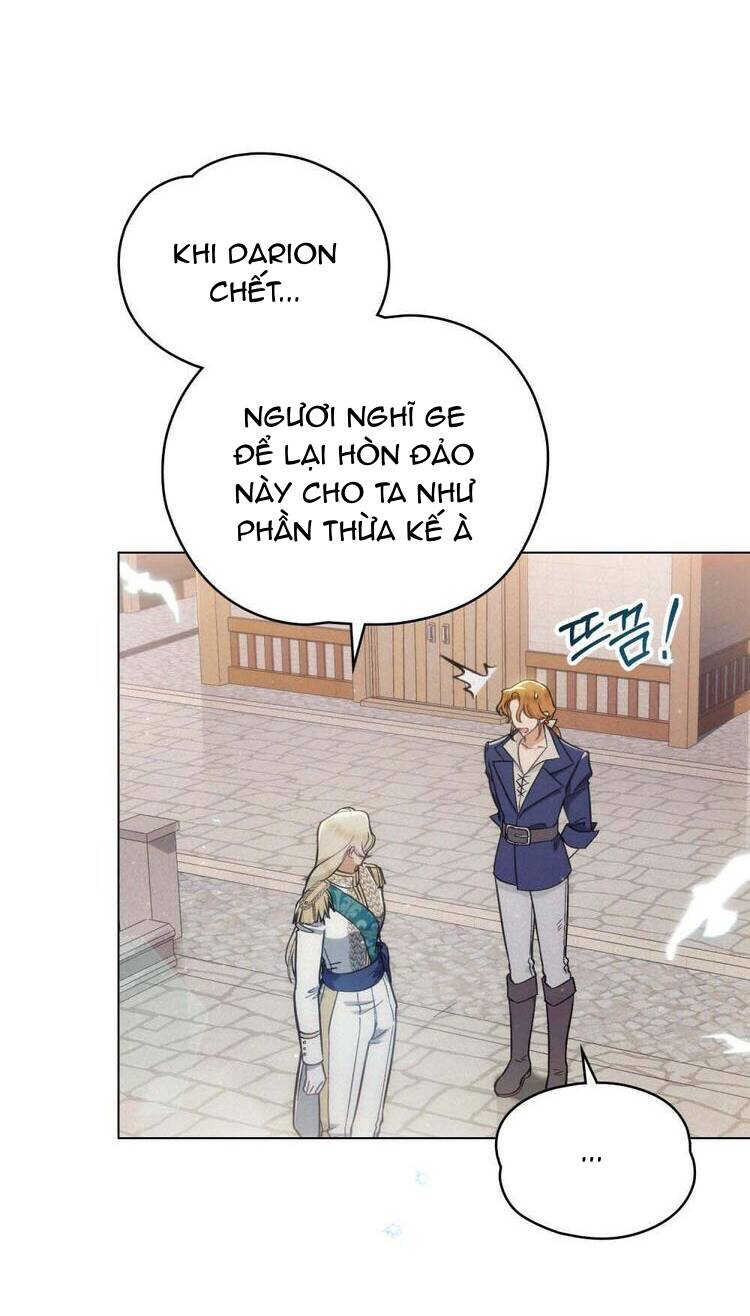 KHI DARION
CHẾT...
NGƯƠI NGHĨ GE
ĐỂ LẠI HÒN ĐẢO
NÀY CHO TA NHƯ
PHẦN THỪA KẾ À
뜨끔!
...